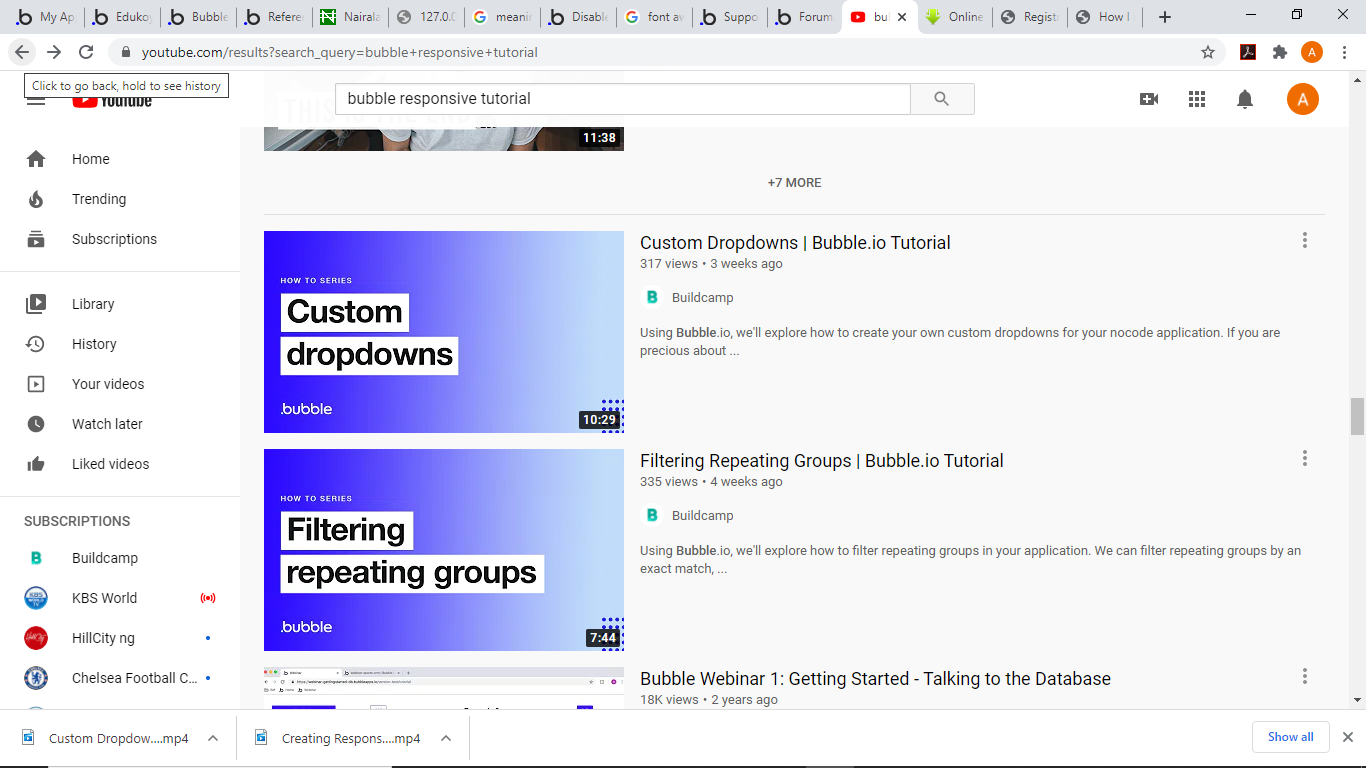 My Ap
Edukoy
Bubble
Refere
Nairala
127.0.0
meanin
Disable
font aw
Suppo
Forum
bul
Online
Registr
How I
youtube.com/results?search_query=bubble+responsive+tutorial
A
Click to go back, hold to see history
YouTube
bubble responsive tutorial
A
THIS IS THE END
11:38
Home
Trending
Subscriptions
Library
History
Your videos
Watch later
Liked videos
SUBSCRIPTIONS
Buildcamp
KBS World
HillCity ng
Chelsea Football C...
+7 MORE
HOW TO SERIES
Custom
dropdowns
.bubble
10:29
Custom Dropdowns | Bubble.io Tutorial
317 views • 3 weeks ago
B Buildcamp
Using Bubble.io, we'll explore how to create your own custom dropdowns for your nocode application. If you are
precious about ...
HOW TO SERIES
Filtering
repeating groups
.bubble
7:44
Filtering Repeating Groups | Bubble.io Tutorial
335 views • 4 weeks ago
B Buildcamp
Using Bubble.io, we'll explore how to filter repeating groups in your application. We can filter repeating groups by an
exact match, ...
Bubble Webinar 1: Getting Started - Talking to the Database
18K views • 2 years ago
Custom Dropdow....mp4
Creating Respons....mp4
Show all